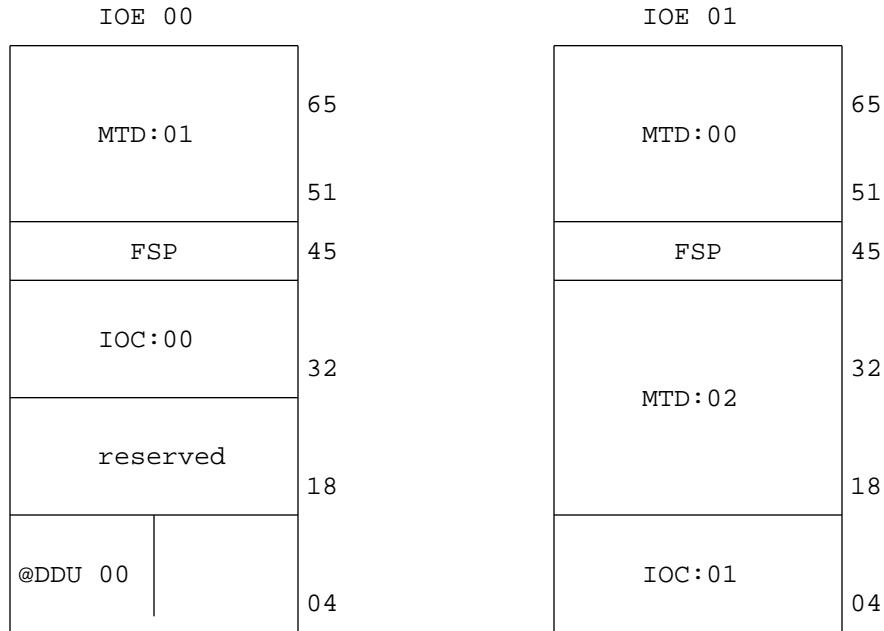 IOE 00
65
MTD:01
51
FSP
45
IOC:00
32
reserved
18
@DDU 00
04
IOE 01
65
MTD:00
51
FSP
45
32
MTD:02
18
IOC:01
04